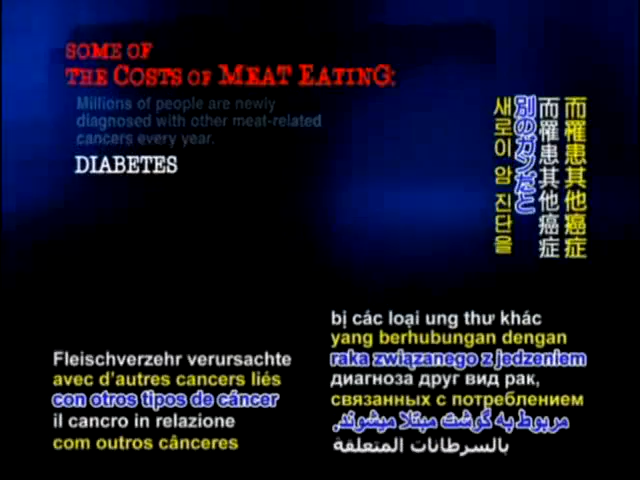 SOME OF
THE COSTS OF MEAT EATING:
Millions of people are newly
diagnosed with other meat-related
cancers every year.
DIABETES
而罹患其他癌症
而罹患其他癌症
別のガンだと
새로이 암 진단을
Fleischverzehr verursachte
avec d'autres cancers liés
con otros tipos de cáncer
il cancro in relazione
com outros cânceres
bị các loại ung thư khác
yang berhubungan dengan
raka związanego z jedzeniem
диагноза друг вид рак,
связанных с потреблением
مربوط به گوشت مبتلا میشوند.
بالسرطانات المتعلقة